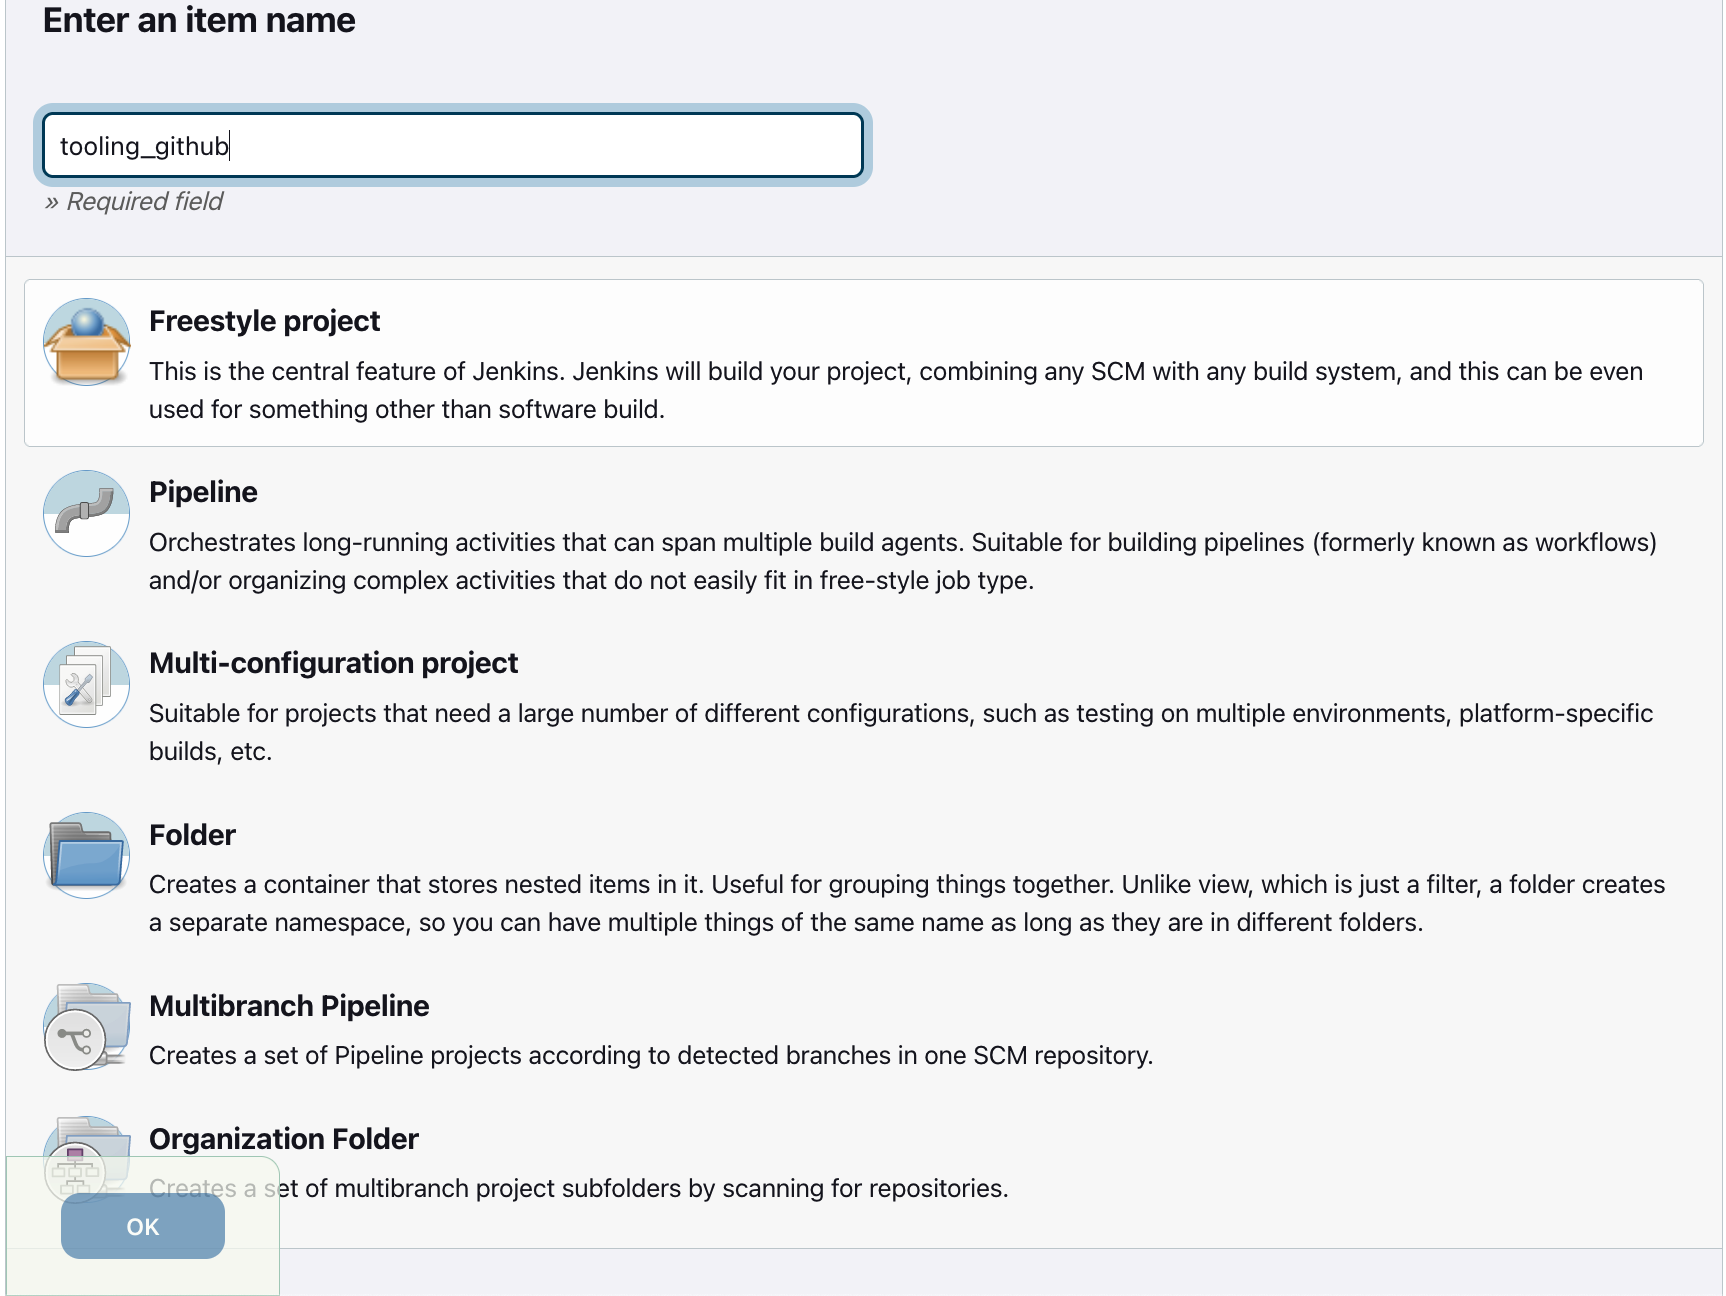 Enter an item name
tooling_github
» Required field
Freestyle project
This is the central feature of Jenkins. Jenkins will build your project, combining any SCM with any build system, and this can be even
used for something other than software build.
Pipeline
Orchestrates long-running activities that can span multiple build agents. Suitable for building pipelines (formerly known as workflows)
and/or organizing complex activities that do not easily fit in free-style job type.
Multi-configuration project
Suitable for projects that need a large number of different configurations, such as testing on multiple environments, platform-specific
builds, etc.
Folder
Creates a container that stores nested items in it. Useful for grouping things together. Unlike view, which is just a filter, a folder creates
a separate namespace, so you can have multiple things of the same name as long as they are in different folders.
Multibranch Pipeline
Creates a set of Pipeline projects according to detected branches in one SCM repository.
Organization Folder
Creates a set of multibranch project subfolders by scanning for repositories.
OK